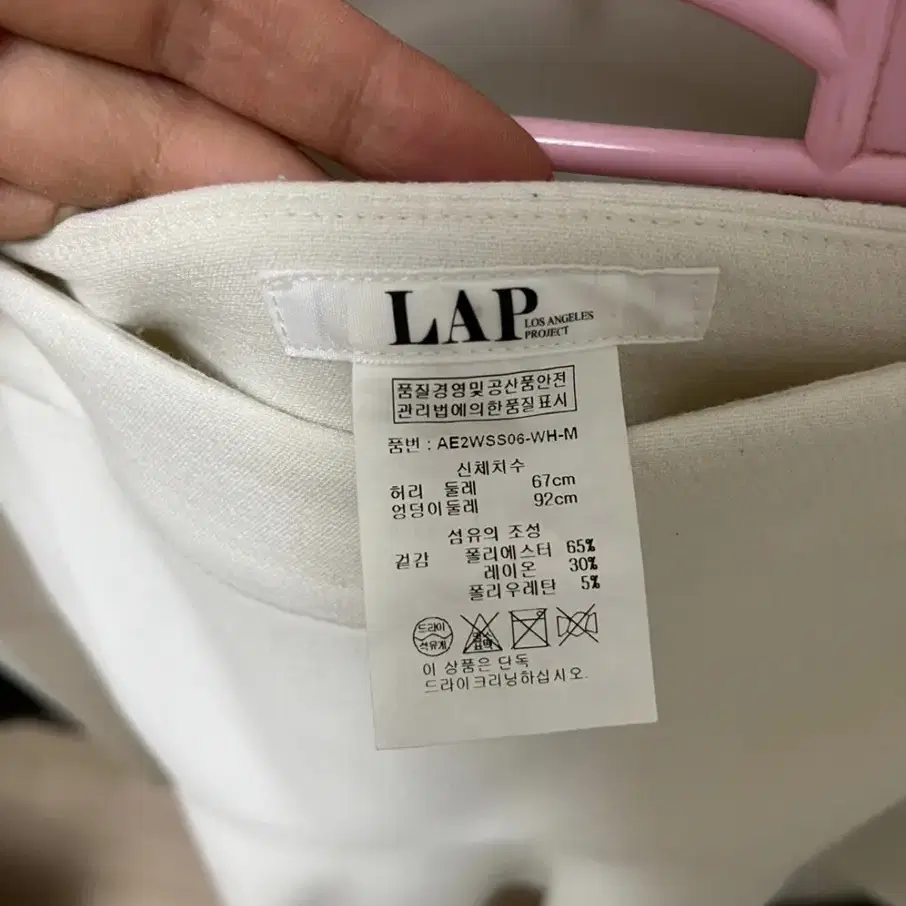 LAP LOS ANGELES
PROJECT
품질경영및공산품안전
관리법에의한품질표시
품번 : AE2WSS06-WH-M
신체치수
허리 둘레 67cm
엉덩이둘레 92cm
섬유의 조성
겉감 폴리에스터 65%
레이온 30%
폴리우레탄 5%
드라이
석유계
이 상품은 단독
드라이크리닝하십시오.